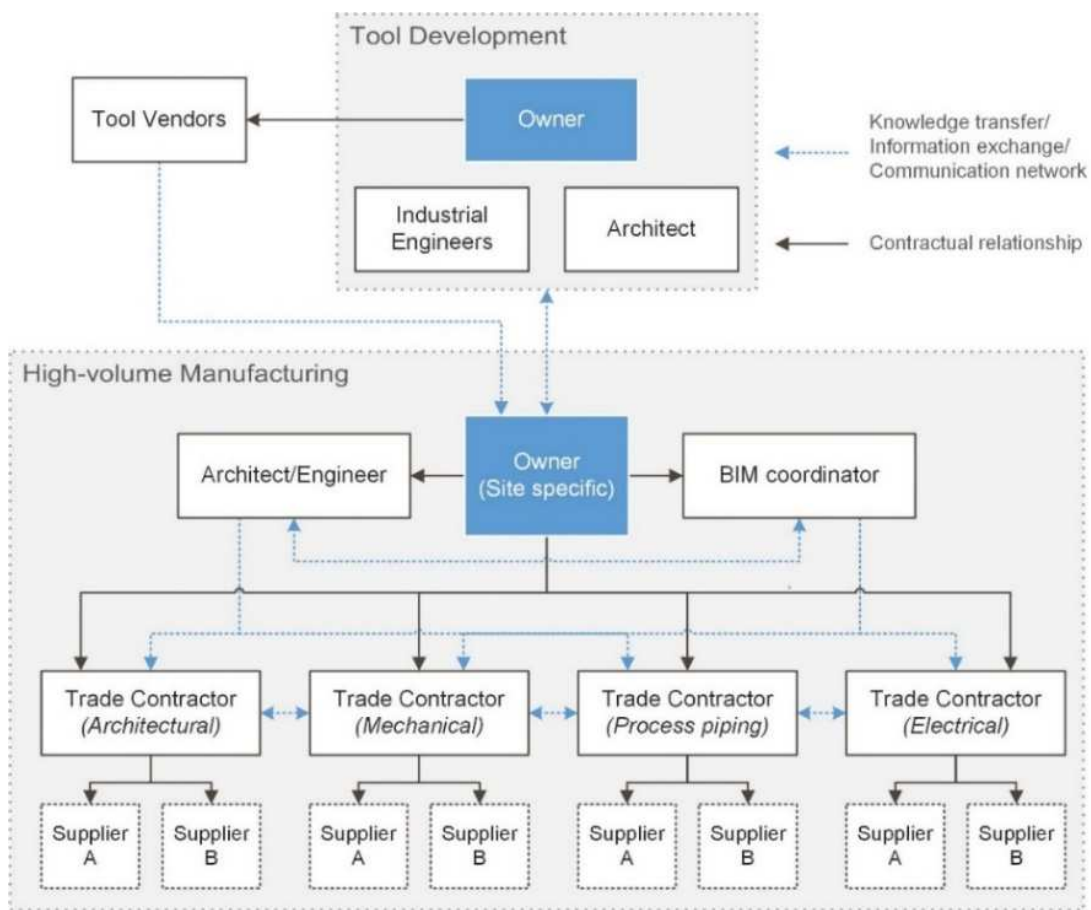 Tool Development
Tool Vendors
Owner
Industrial
Engineers
Architect
Knowledge transfer/
Information exchange/
Communication network
Contractual relationship
High-volume Manufacturing
Architect/Engineer
Owner
(Site specific)
BIM coordinator
Trade Contractor
(Architectural)
Trade Contractor
(Mechanical)
Trade Contractor
(Process piping)
Trade Contractor
(Electrical)
Supplier
A
Supplier
B
Supplier
A
Supplier
B
Supplier
A
Supplier
B
Supplier
A
Supplier
B